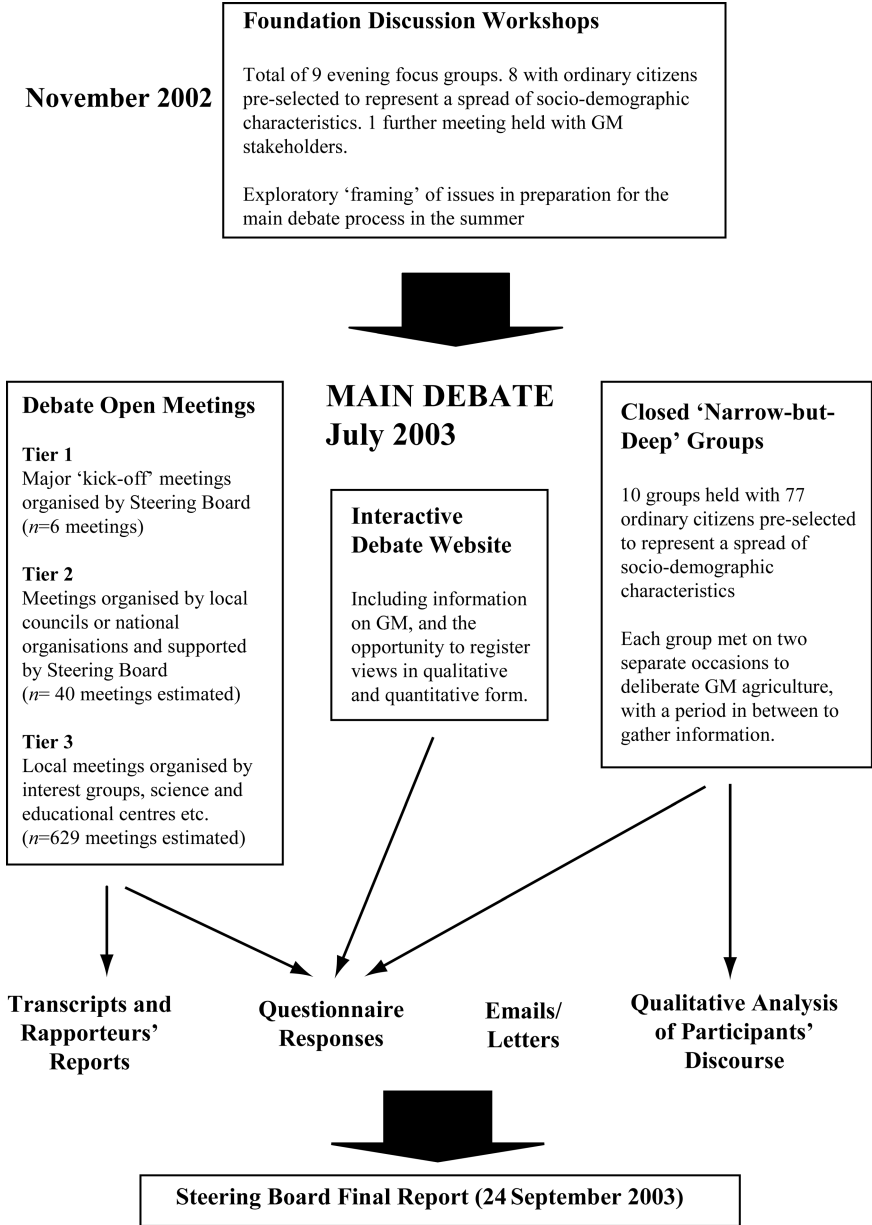 Foundation Discussion Workshops
Total of 9 evening focus groups. 8 with ordinary citizens
pre-selected to represent a spread of socio-demographic
characteristics. 1 further meeting held with GM
stakeholders.
Exploratory ‘framing’ of issues in preparation for the
main debate process in the summer
November 2002
MAIN DEBATE
July 2003
Debate Open Meetings
Tier 1
Major ‘kick-off’ meetings
organised by Steering Board
(n=6 meetings)
Tier 2
Meetings organised by local
councils or national
organisations and supported
by Steering Board
(n= 40 meetings estimated)
Tier 3
Local meetings organised by
interest groups, science and
educational centres etc.
(n=629 meetings estimated)
Interactive
Debate Website
Including information
on GM, and the
opportunity to register
views in qualitative
and quantitative form.
Closed ‘Narrow-but-
Deep’ Groups
10 groups held with 77
ordinary citizens pre-selected
to represent a spread of
socio-demographic
characteristics
Each group met on two
separate occasions to
deliberate GM agriculture,
with a period in between to
gather information.
Transcripts and
Rapporteurs’
Reports
Questionnaire
Responses
Emails/
Letters
Qualitative Analysis
of Participants’
Discourse
Steering Board Final Report (24 September 2003)